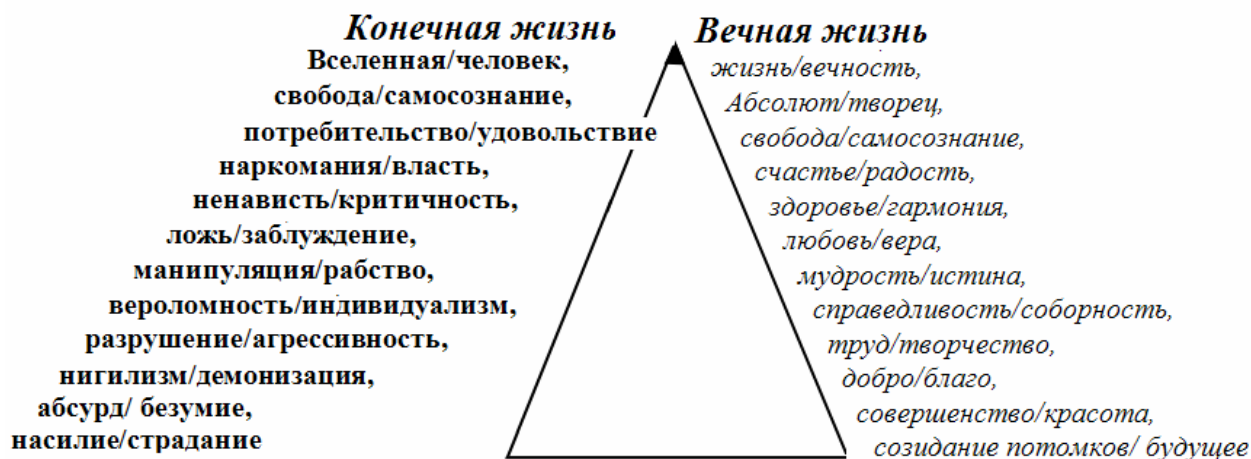 Конечная жизнь
Вселенная/человек,
свобода/самосознание,
потребительство/удовольствие
наркомания/власть,
ненависть/критичность,
ложь/заблуждение,
манипуляция/рабство,
вероломность/индивидуализм,
разрушение/агрессивность,
нигилизм/демонизация,
абсурд/ безумие,
насилие/страдание
Вечная жизнь
жизнь/вечность,
Абсолют/творец,
свобода/самосознание,
счастье/радость,
здоровье/гармония,
любовь/вера,
мудрость/истина,
справедливость/соборность,
труд/творчество,
добро/благо,
совершенство/красота,
созидание потомков/ будущее